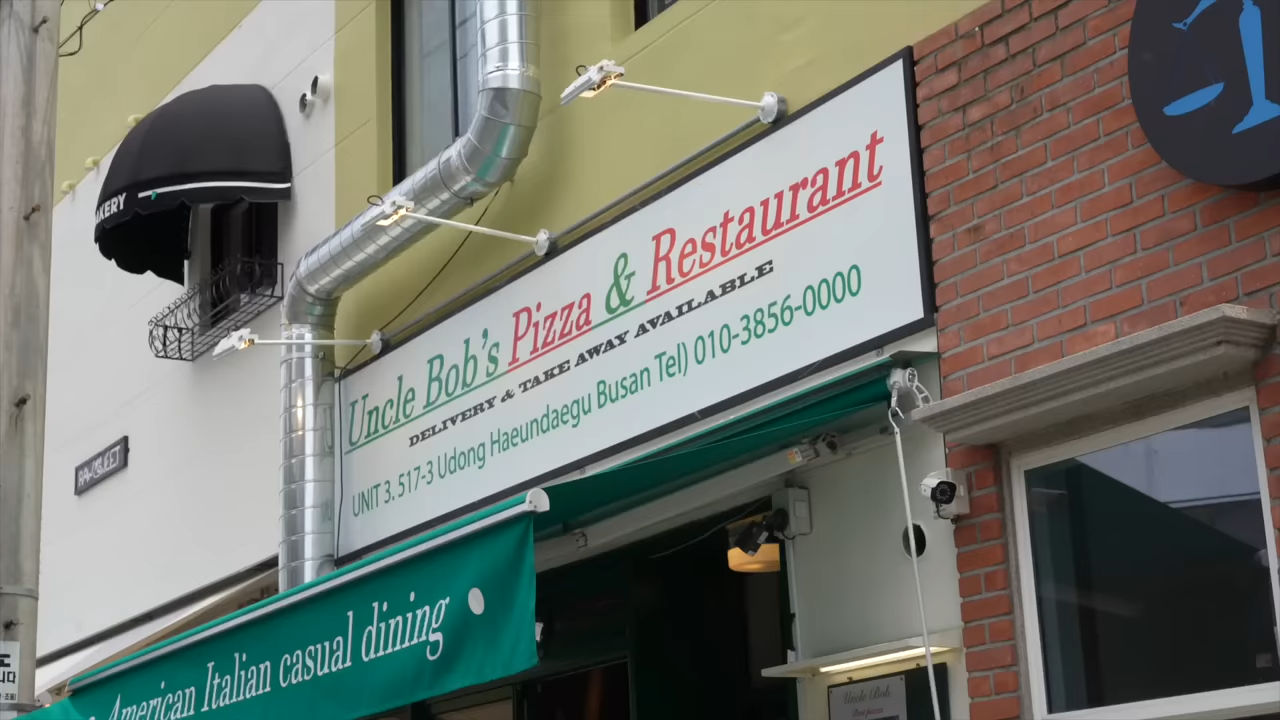 AKERY
Uncle Bob's Pizza & Restaurant
DELIVERY & TAKE AWAY AVAILABLE
UNIT 3. 517-3 Udong Haeundaegu Busan Tel) 010-3856-0000
American Italian casual dining
Uncle Bob